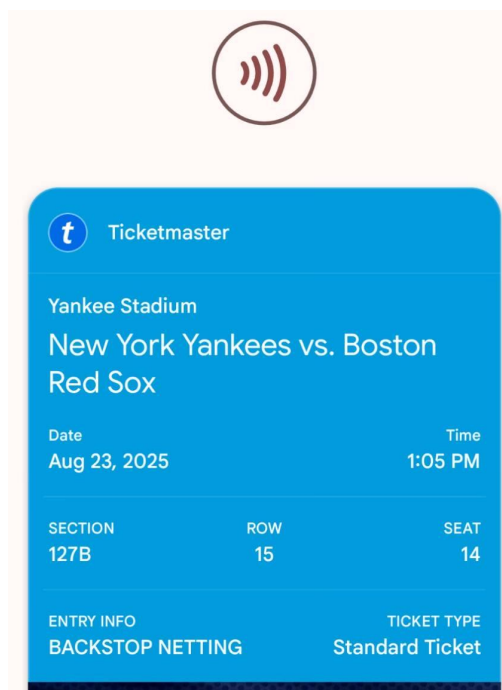 t Ticketmaster
Yankee Stadium
New York Yankees vs. Boston
Red Sox
Date Time
Aug 23, 2025 1:05 PM
SECTION ROW SEAT
127B 15 14
ENTRY INFO TICKET TYPE
BACKSTOP NETTING Standard Ticket